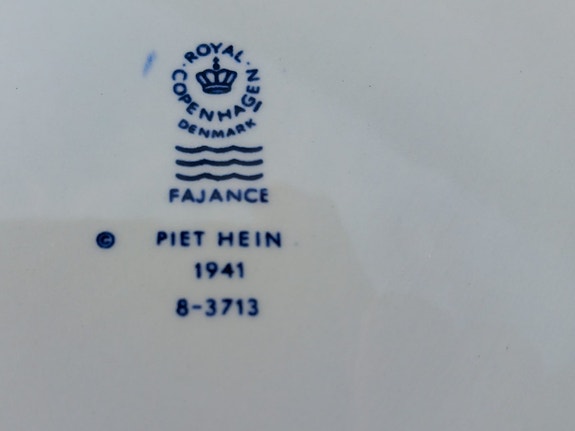 ROYAL COPENHAGEN
DENMARK
FAJANCE
© PIET HEIN
1941
8-3713